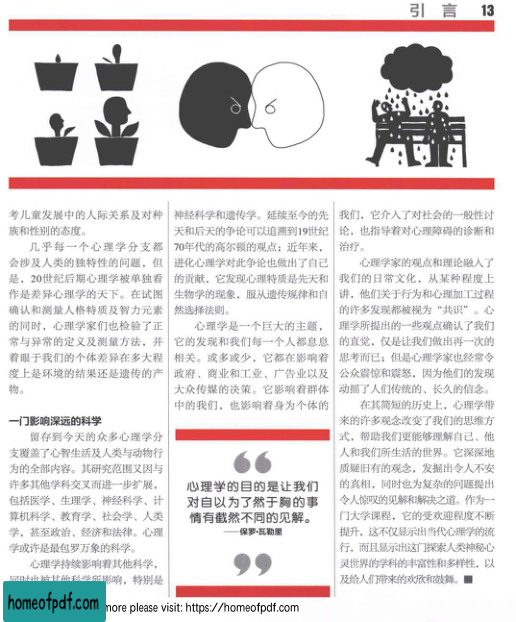 引 言 13
考儿童发展中的人际关系及对种
族和性别的态度。
几乎每一个心理学分支都
会涉及人类的独特性的问题，但
是，20世纪后期心理学被单独看
作是差异心理学的天下。在试图
确认和测量人格特质及智力元素
的同时，心理学家们也检验了正
常与异常的定义及测量方法，并
着眼于我们的个体差异在多大程
度上是环境的结果还是遗传的产
物。
一门影响深远的科学
留存到今天的众多心理学分
支覆盖了心智生活及人类与动物行
为的全部内容。其研究范围又因与
许多其他学科交叉而进一步扩展，
包括医学、生理学、神经科学、计
算机科学、教育学、社会学、人类
学，甚至政治、经济和法律。心理
学或许是最包罗万象的科学。
心理学持续影响着其他科学，
同时也被其他科学所影响，特别是
神经科学和遗传学。延续至今的先
天和后天的争论可以追溯到19世纪
70年代的高尔顿的观点；近年来，
进化心理学对此争论也做出了自己
的贡献，它发现心理特质是先天和
生物学的现象，服从遗传规律和自
然选择法则。
心理学是一个巨大的主题，
它的发现和我们每一个人都息息
相关。或多或少，它都在影响着
政府、商业和工业、广告业以及
大众传媒的决策。它影响着群体
中的我们，也影响着身为个体的
“
心理学的目的是让我们
对自以为了然于胸的事
情有截然不同的见解。
——保罗·瓦勒里
”
我们，它介入了对社会的一般性讨
论，也指导着对心理障碍的诊断和
治疗。
心理学家的观点和理论融入了
我们的日常文化，从某种程度上
讲，他们关于行为和心理加工过程
的许多发现都被视为“共识”。心
理学所提出的一些观点确认了我们
的直觉，仅是让我们做出再一次的
思考而已；但是心理学家也经常令
公众震惊和震怒，因为他们的发现
动摇了人们传统的、长久的信念。
在其简短的历史上，心理学带
来的许多观念改变了我们的思维方
式，帮助我们更能够理解自己、他
人和我们所生活的世界。它深深地
质疑旧有的观念，发掘出令人不安
的真相，同时也为复杂的问题提出
令人惊叹的见解和解决之道。作为一
门大学课程，它的受欢迎程度不断
提升，这不仅显示出当代心理学的流
行，而且显示出这门探索人类神秘心
灵世界的学科的丰富性和多样性，以
及给人们带来的欢欣和鼓舞。■
homeofpdf.com
more please visit: https://homeofpdf.com